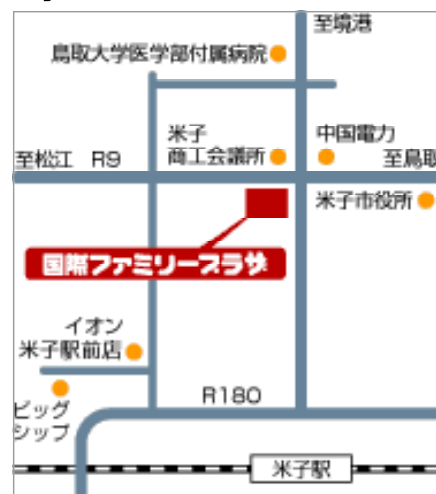 至境港
鳥取大学医学部付属病院
米子
商工会議所
中国電力
至松江 R9
至鳥取
米子市役所
国際ファミリープラザ
イオン
米子駅前店
R180
ビッグ
シップ
米子駅